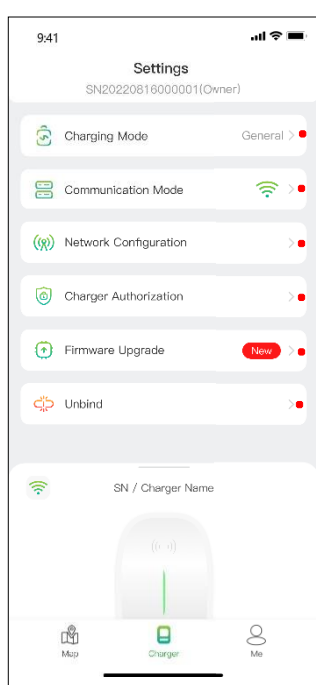 9:41
Settings
SN20220816000001(Owner)
Charging Mode General
Communication Mode
Network Configuration
Charger Authorization
Firmware Upgrade New
Unbind
SN / Charger Name
Map Charger Me